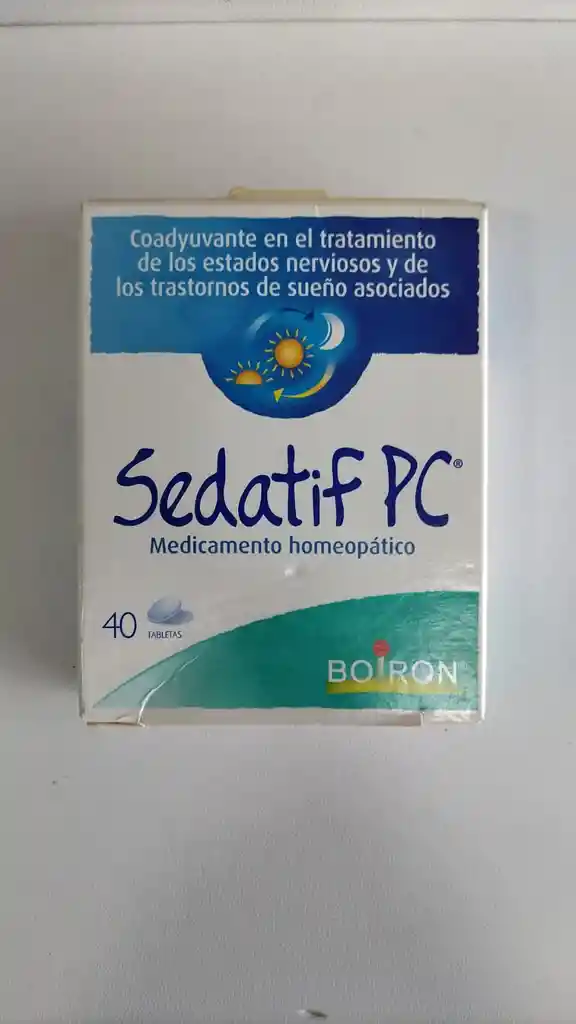 Coadyuvante en el tratamiento
de los estados nerviosos y de
los trastornos de sueño asociados
Sedatif PC®
Medicamento homeopático
40 TABLETAS
BOIRON®